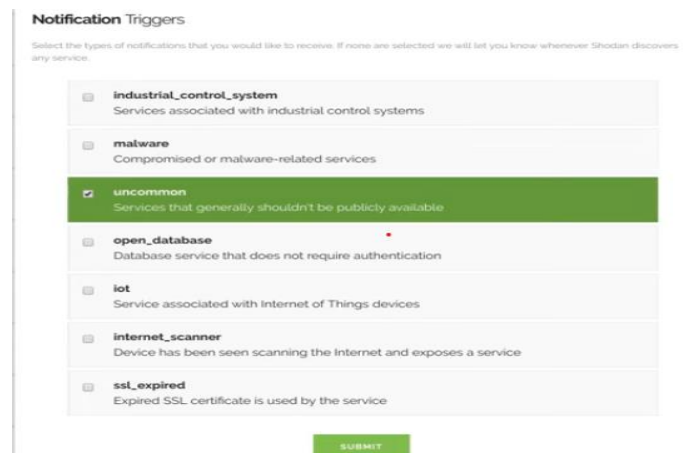 Notification Triggers
Select the types of notifications that you would like to receive. If none are selected we will let you know whenever Shodan discovers
any service.
industrial_control_system
Services associated with industrial control systems
malware
Compromised or malware-related services
uncommon
Services that generally shouldn't be publicly available
open_database
Database service that does not require authentication
iot
Service associated with Internet of Things devices
internet_scanner
Device has been seen scanning the Internet and exposes a service
ssl_expired
Expired SSL certificate is used by the service
SUBMIT